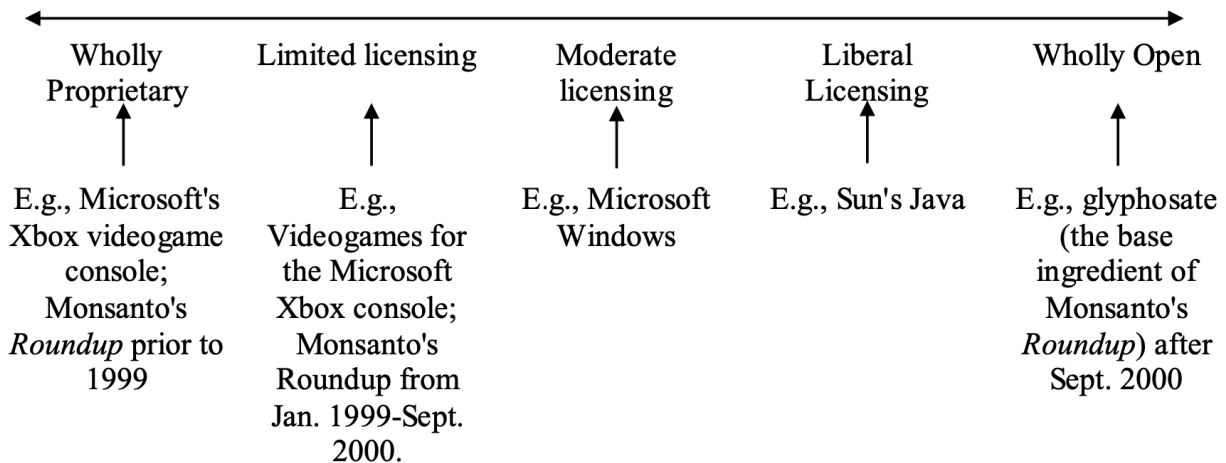 Wholly
Proprietary
Limited licensing
Moderate
licensing
Liberal
Licensing
Wholly Open
E.g., Microsoft's
Xbox videogame
console;
Monsanto's
Roundup prior to
1999
E.g.,
Videogames for
the Microsoft
Xbox console;
Monsanto's
Roundup from
Jan. 1999-Sept.
2000.
E.g., Microsoft
Windows
E.g., Sun's Java
E.g., glyphosate
(the base
ingredient of
Monsanto's
Roundup) after
Sept. 2000